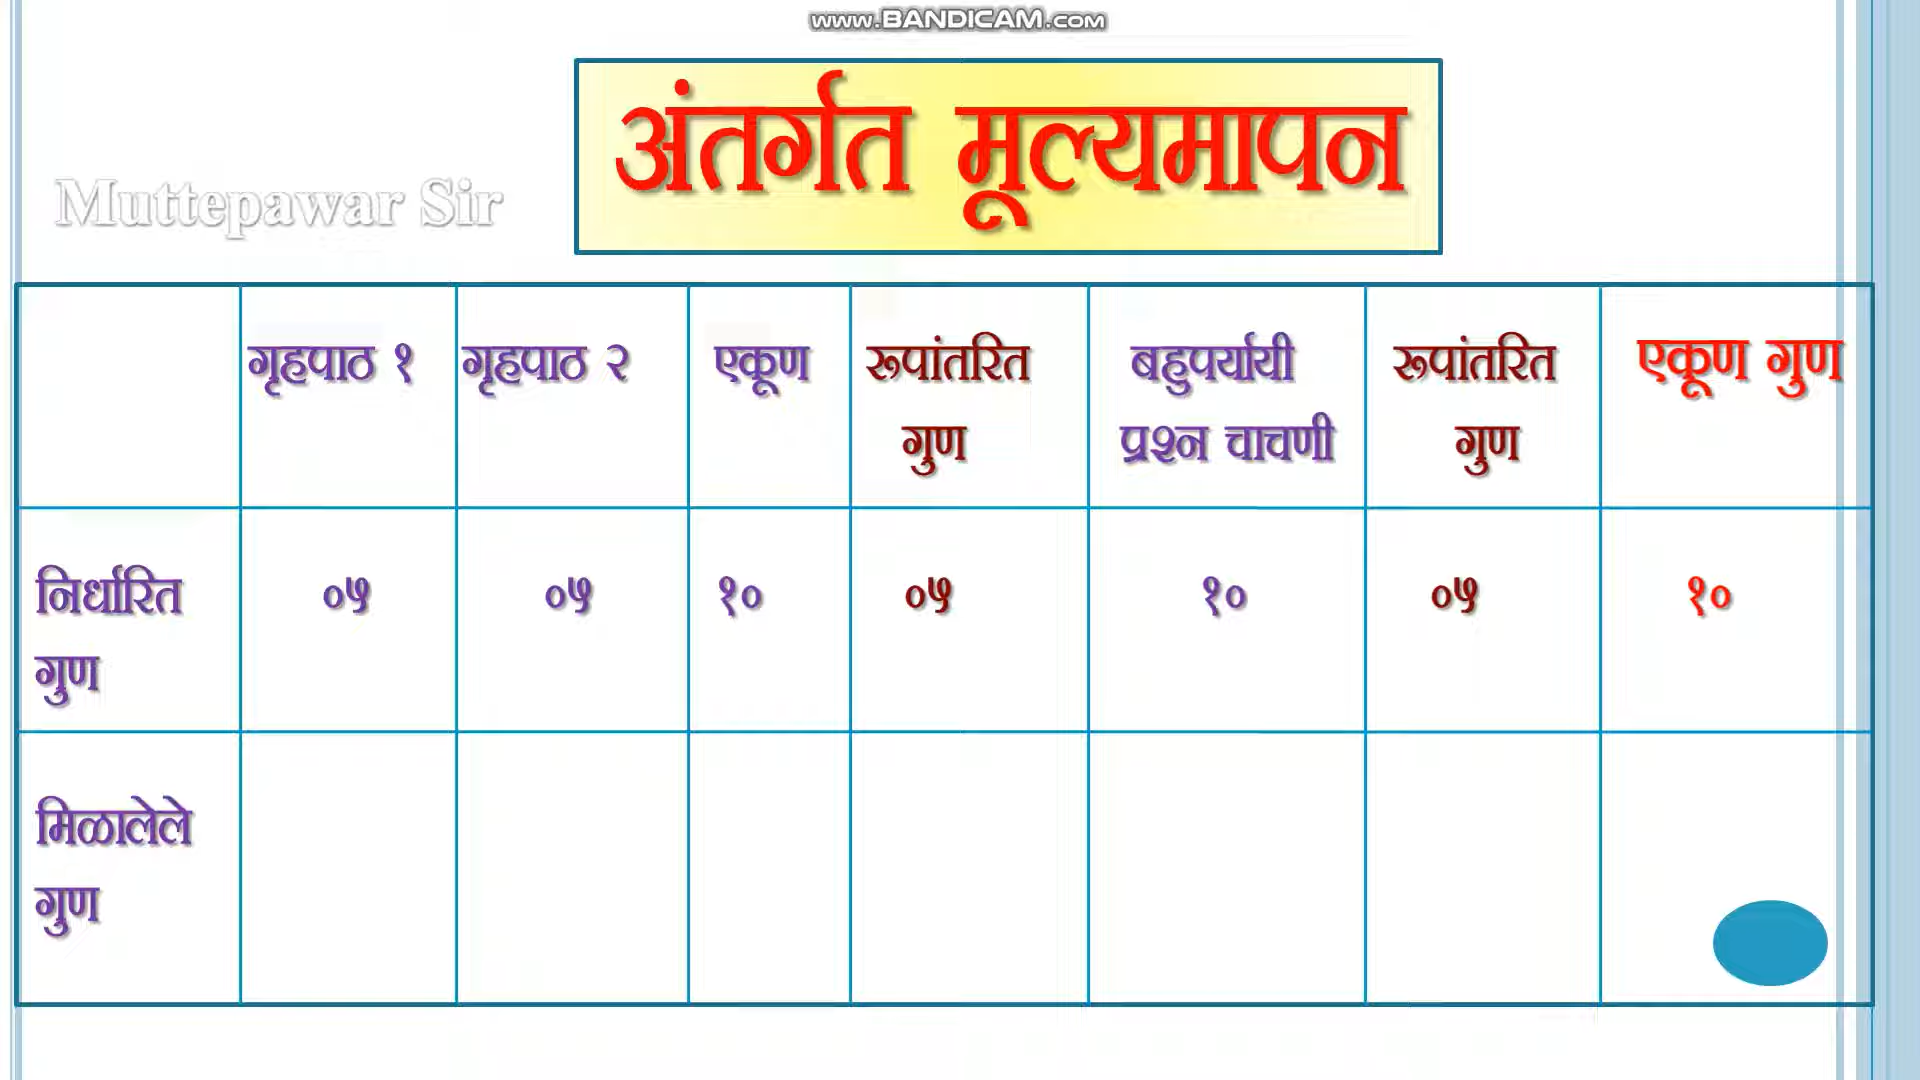 www.BANDICAM.com
अंतर्गत मूल्यमापन
Muttepawar Sir
गृहपाठ १ गृहपाठ २ एकूण रूपांतरित गुण बहुपर्यायी प्रश्न चाचणी रूपांतरित गुण एकूण गुण
निर्धारित गुण ०५ ०५ १० ०५ १० ०५ १०
मिळालेले गुण